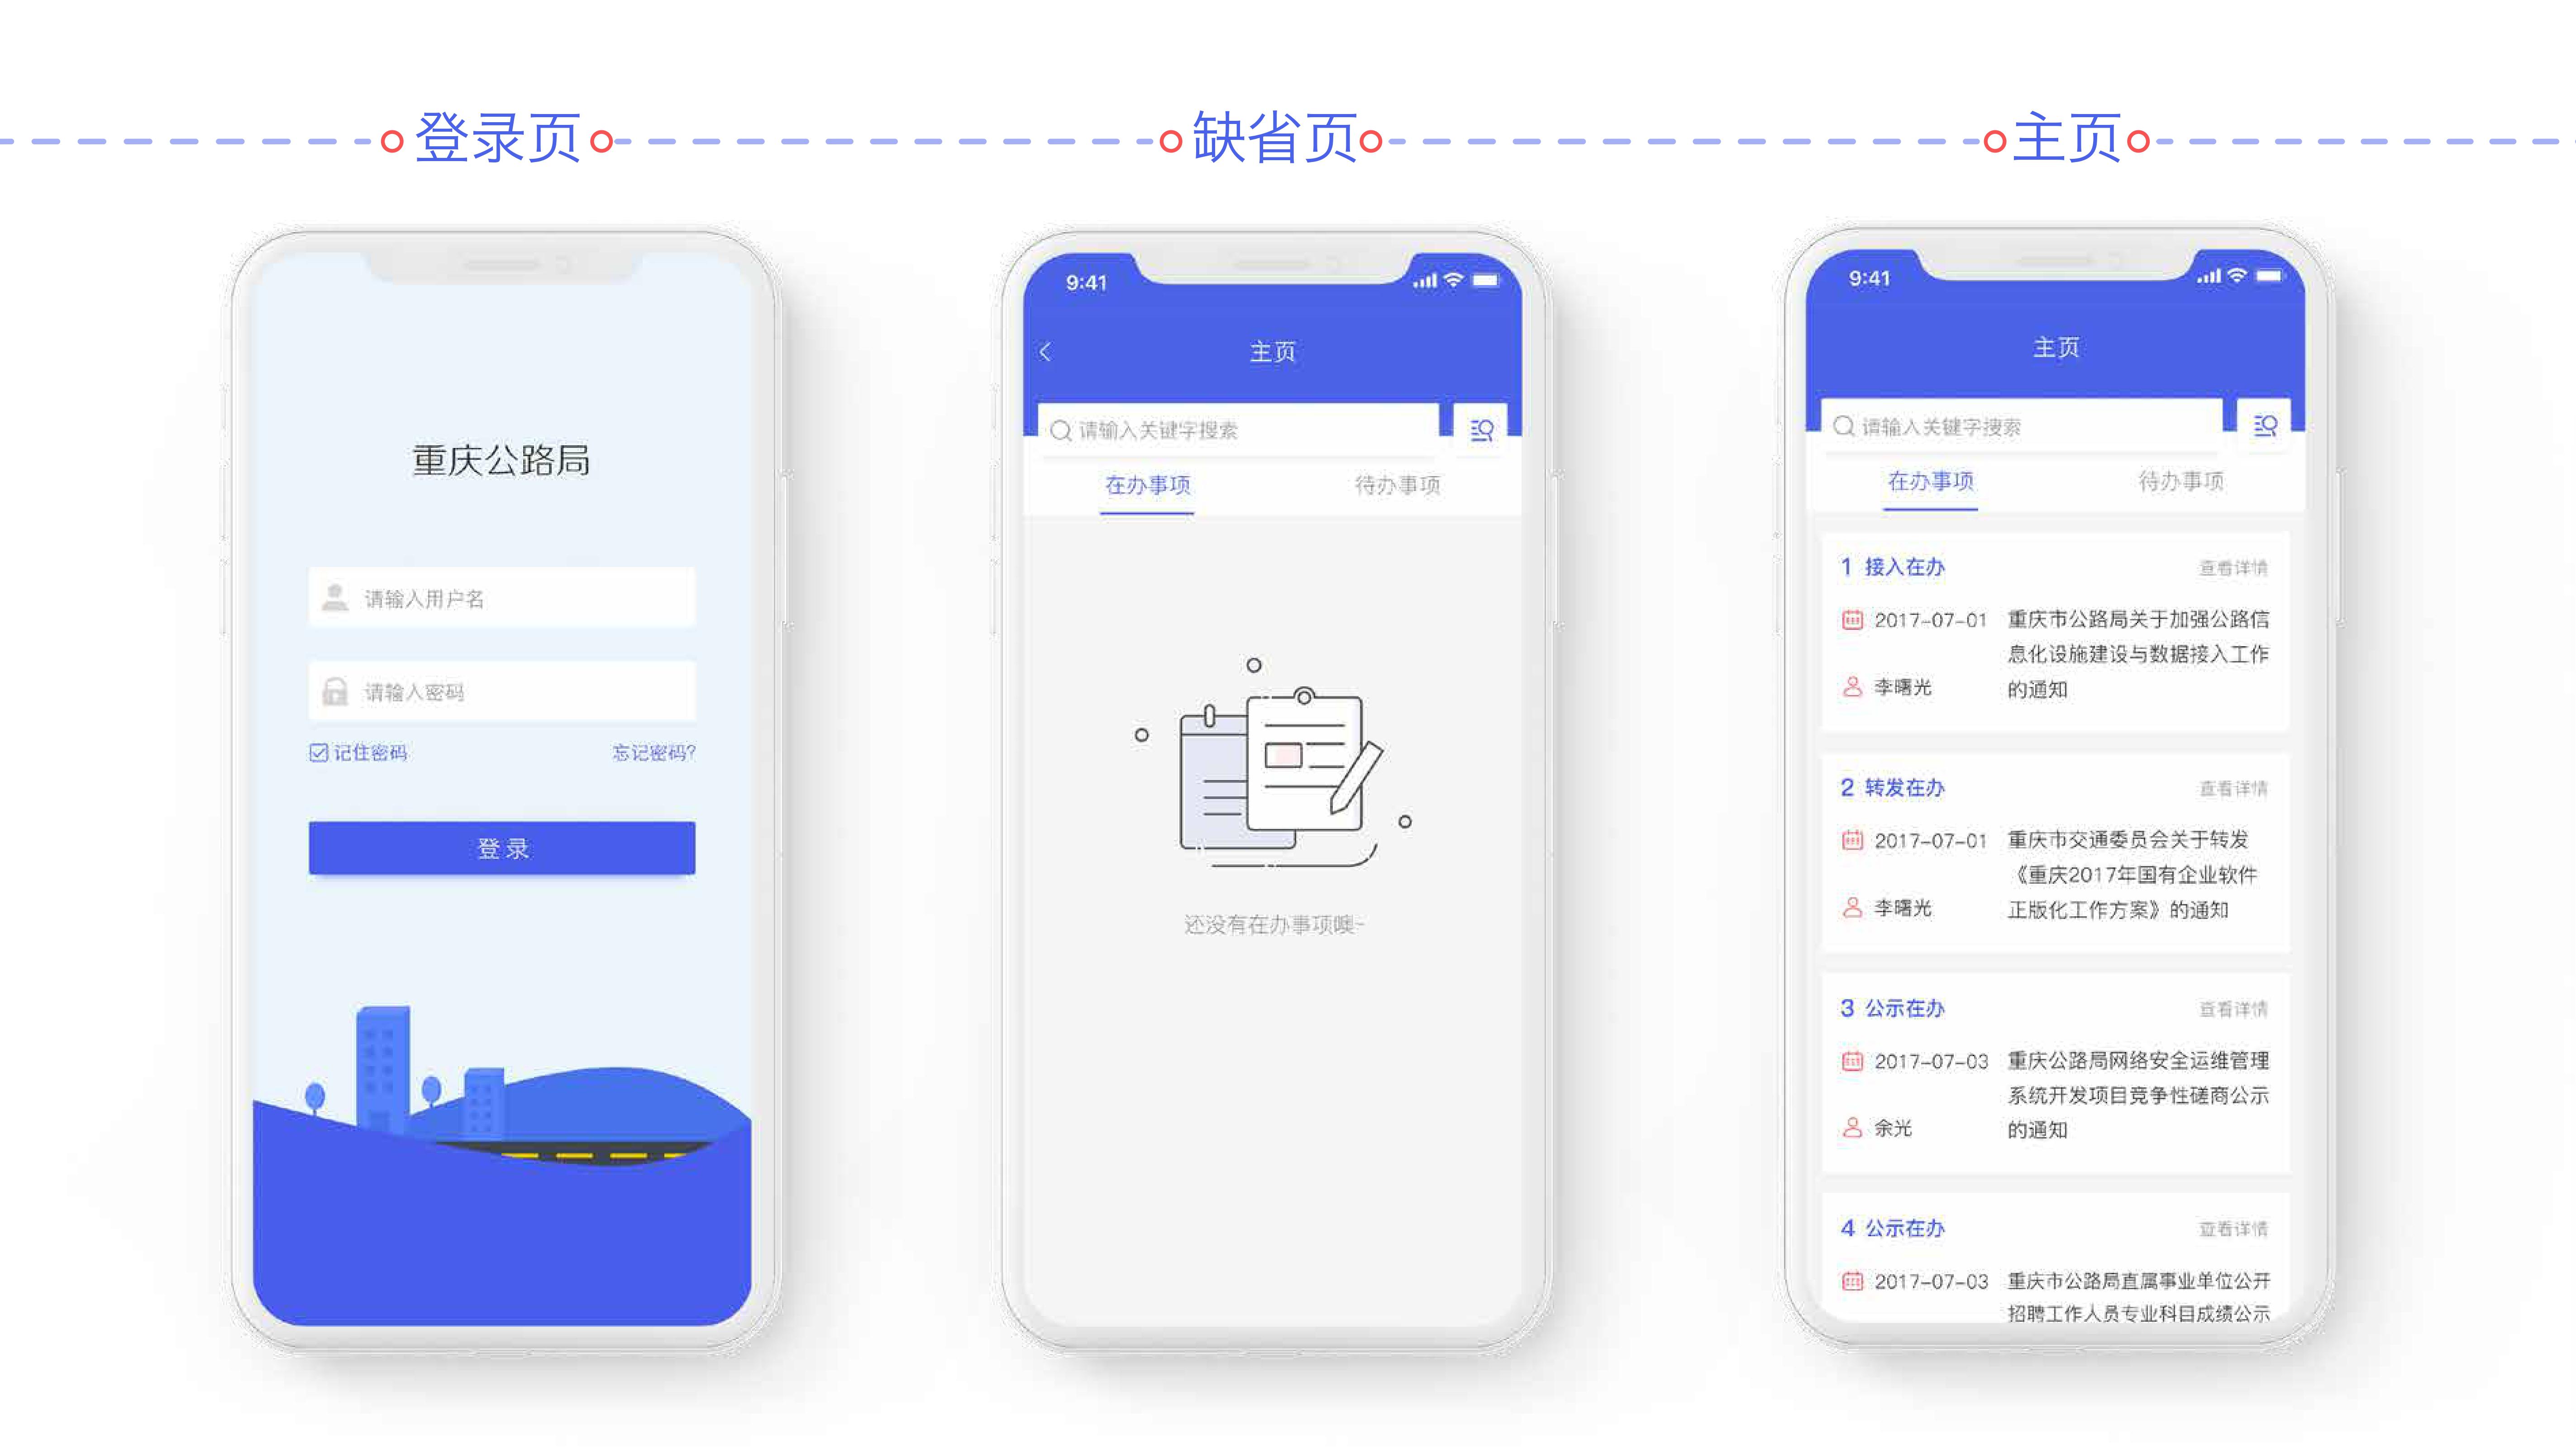 登录页
缺省页
主页
重庆公路局
请输入用户名
请输入密码
记住密码
忘记密码?
登录
9:41
主页
请输入关键字搜索
在办事项
待办事项
还没有在办事项噢~
9:41
主页
请输入关键字搜索
在办事项
待办事项
1 接入在办
查看详情
2017-07-01
重庆市公路局关于加强公路信
息化设施建设与数据接入工作
的通知
李曙光
2 转发在办
查看详情
2017-07-01
重庆市交通委员会关于转发
《重庆2017年国有企业软件
正版化工作方案》的通知
李曙光
3 公示在办
查看详情
2017-07-03
重庆公路局网络安全运维管理
系统开发项目竞争性磋商公示
的通知
余光
4 公示在办
查看详情
2017-07-03
重庆市公路局直属事业单位公开
招聘工作人员专业科目成绩公示